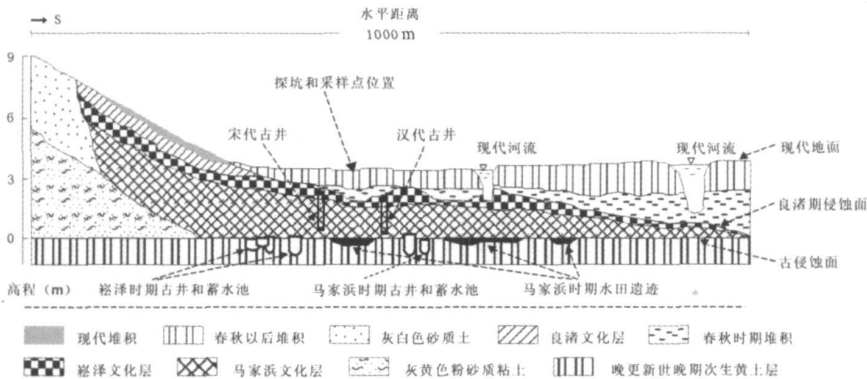 S
水平距离
1000 m
9
6
3
0
高程（m）
探坑和采样点位置
宋代古井
汉代古井
现代河流
现代河流
现代地面
良渚期侵蚀面
古侵蚀面
崧泽时期古井和蓄水池
马家浜时期古井和蓄水池
马家浜时期水田遗迹
现代堆积
春秋以后堆积
灰白色砂质土
良渚文化层
春秋时期堆积
崧泽文化层
马家浜文化层
灰黄色粉砂质粘土
晚更新世晚期次生黄土层